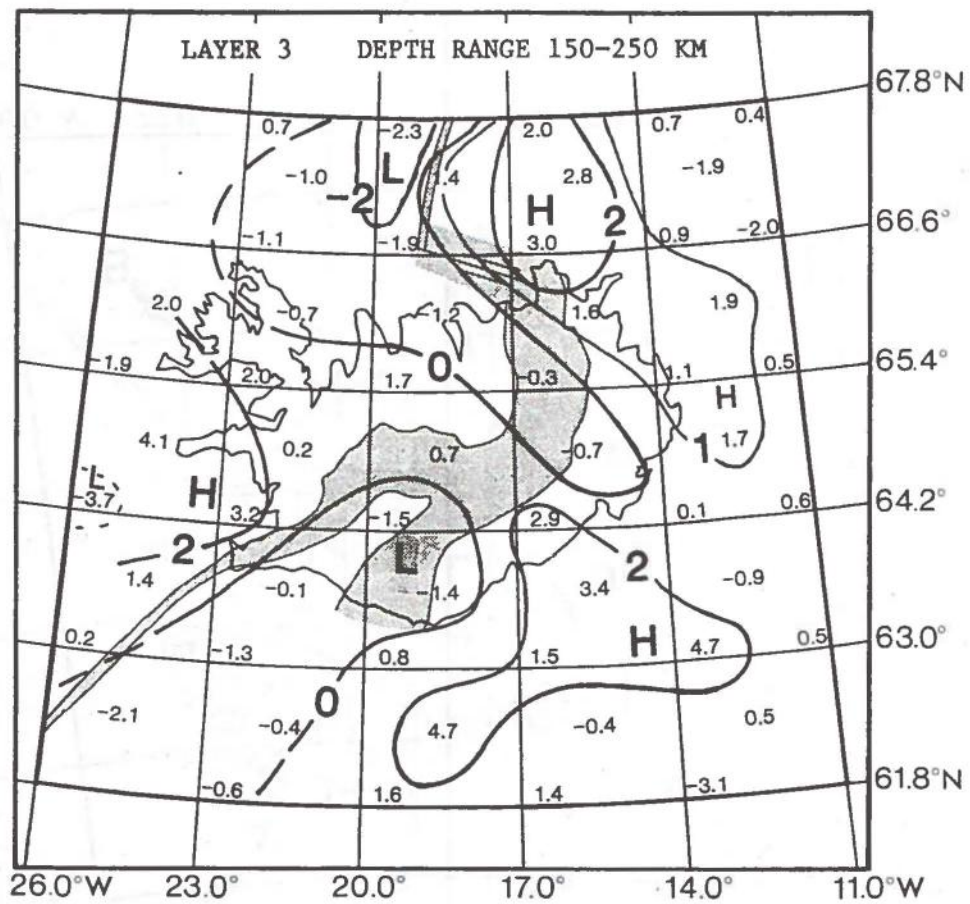 LAYER 3 DEPTH RANGE 150-250 KM
67.8°N
0.7 -2.3 2.0 0.7 0.4
-1.0 L 1.4 2.8 -1.9
-2 H 2
66.6°
-1.1 -1.9 3.0 0.9 -2.0
2.0 -0.7 -1.2 1.6 1.9
65.4°
-1.9 2.0 1.7 0 -0.3 1.1 0.5
H
4.1 0.2 0.7 -0.7 1 1.7
L
-3.7 H 64.2°
3.2 -1.5 2.9 0.1 0.6
2 L 2
1.4 -0.1 -1.4 3.4 -0.9
63.0°
0.2 -1.3 0.8 1.5 H 4.7 0.5
0
-2.1 -0.4 4.7 -0.4 0.5
61.8°N
-0.6 1.6 1.4 -3.1
26.0°W 23.0° 20.0° 17.0° 14.0° 11.0°W